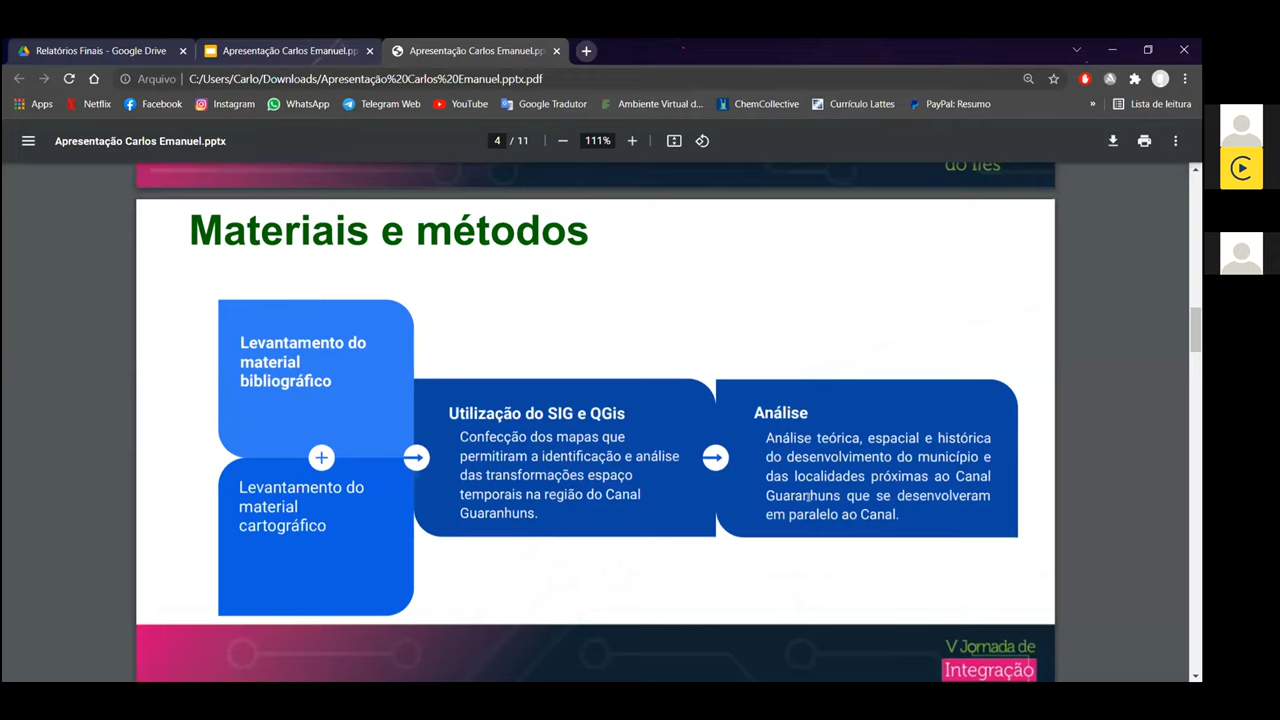 Relatórios Finais - Google Drive
Apresentação Carlos Emanuel.pp
Apresentação Carlos Emanuel.pp
Arquivo
C:/Users/Carlo/Downloads/Apresentação%20Carlos%20Emanuel.pptx.pdf
Apps
Netflix
Facebook
Instagram
WhatsApp
Telegram Web
YouTube
Google Tradutor
Ambiente Virtual d...
ChemCollective
Currículo Lattes
PayPal: Resumo
»
Lista de leitura
Apresentação Carlos Emanuel.pptx
4 / 11
111%
do Ifes
Materiais e métodos
Levantamento do
material
bibliográfico
Levantamento do
material
cartográfico
Utilização do SIG e QGis
Confecção dos mapas que
permitiram a identificação e análise
das transformações espaço
temporais na região do Canal
Guaranhuns.
Análise
Análise teórica, espacial e histórica
do desenvolvimento do município e
das localidades próximas ao Canal
Guaranhuns que se desenvolveram
em paralelo ao Canal.
V Jornada de
Integração